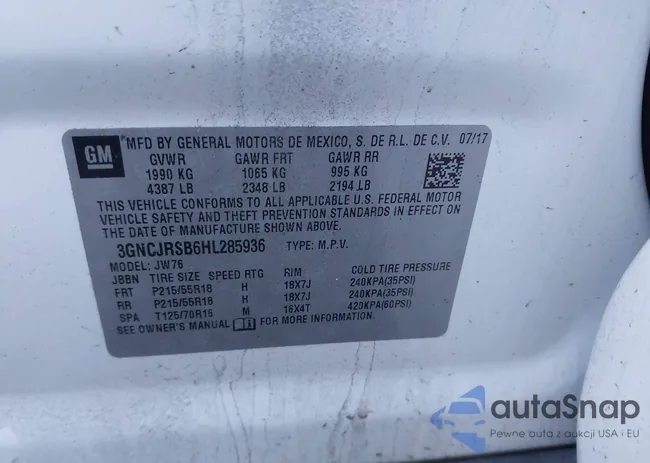 GM
MFD BY GENERAL MOTORS DE MEXICO, S. DE R.L. DE C.V. 07/17
GVWR GAWR FRT GAWR RR
1990 KG 1065 KG 995 KG
4387 LB 2348 LB 2194 LB
THIS VEHICLE CONFORMS TO ALL APPLICABLE U.S. FEDERAL MOTOR
VEHICLE SAFETY AND THEFT PREVENTION STANDARDS IN EFFECT ON THE
DATE OF MANUFACTURE SHOWN ABOVE.
3GNCJRSB6HL285936 TYPE: M.P.V.
MODEL: JW76
JBBN TIRE SIZE SPEED RTG RIM COLD TIRE PRESSURE
FRT P215/55R18 H 18X7J 240KPA(35PSI)
RR P215/55R18 H 18X7J 240KPA(35PSI)
SPA T125/70R16 M 16X4T 420KPA(60PSI)
SEE OWNER'S MANUAL FOR MORE INFORMATION.
autaSnap
Pewne auta z aukcji USA i EU